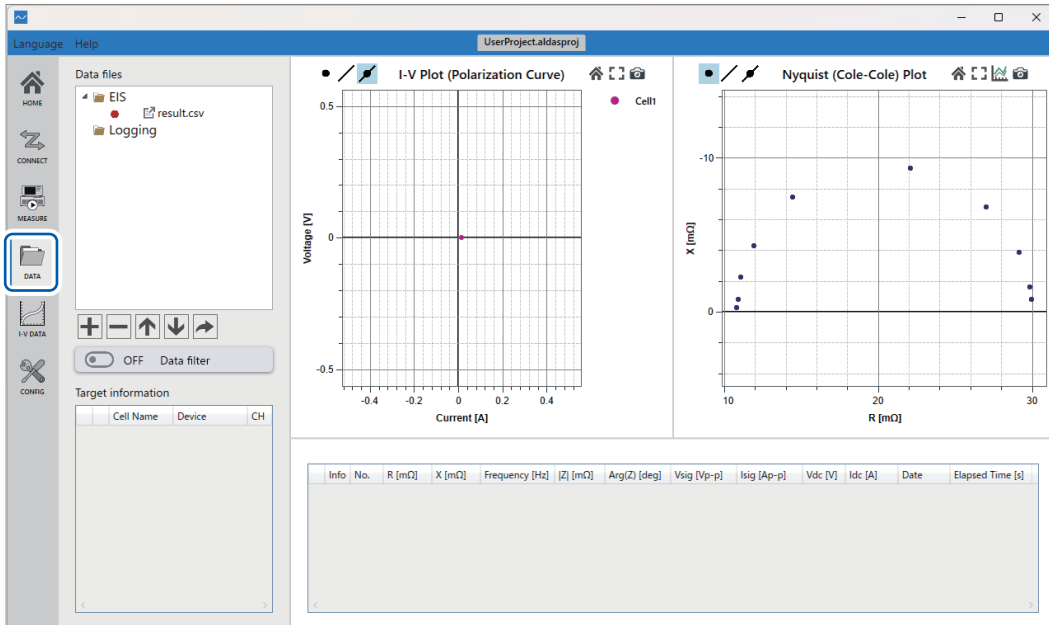 Language Help UserProject.aldasproj
HOME
CONNECT
MEASURE
DATA
I-V DATA
CONFIG
Data files
EIS
result.csv
Logging
OFF Data filter
Target information
Cell Name Device CH
I-V Plot (Polarization Curve)
Cell1
0.5
0
-0.5
Voltage [V]
-0.4 -0.2 0 0.2 0.4
Current [A]
Nyquist (Cole-Cole) Plot
-10
0
X [mΩ]
10 20 30
R [mΩ]
Info No. R [mΩ] X [mΩ] Frequency [Hz] |Z| [mΩ] Arg(Z) [deg] Vsig [Vp-p] Isig [Ap-p] Vdc [V] Idc [A] Date Elapsed Time [s]